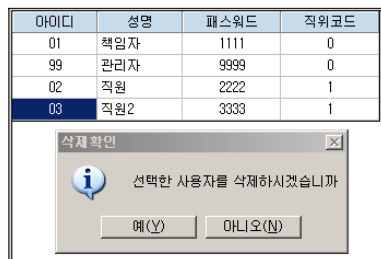 아이디 성명 패스워드 직위코드
01 책임자 1111 0
99 관리자 9999 0
02 직원 2222 1
03 직원2 3333 1
삭제확인
선택한 사용자를 삭제하시겠습니까
예(Y) 아니오(N)